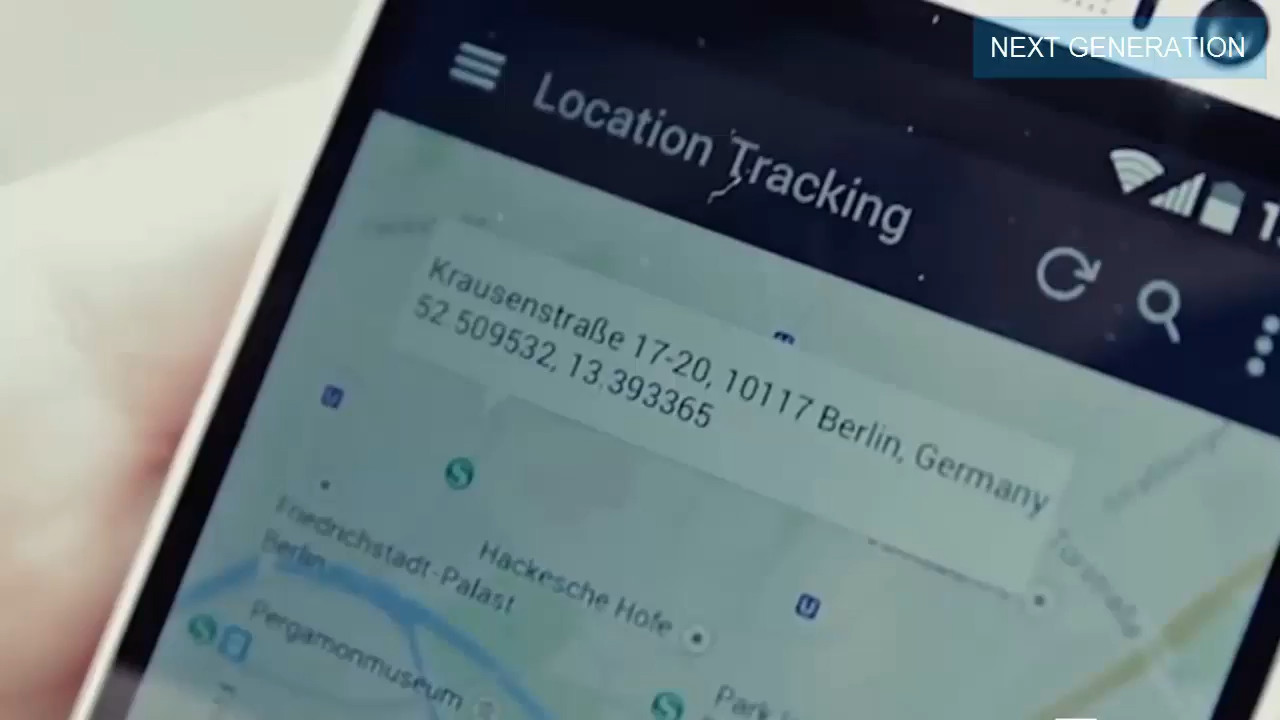 NEXT GENERATION
Location Tracking
Krausenstraße 17-20, 10117 Berlin, Germany
52.509532, 13.393365
U
S
Friedrichstadt-Palast
Berlin
Hackesche Höfe
U
Pergamonmuseum
S
S
Park